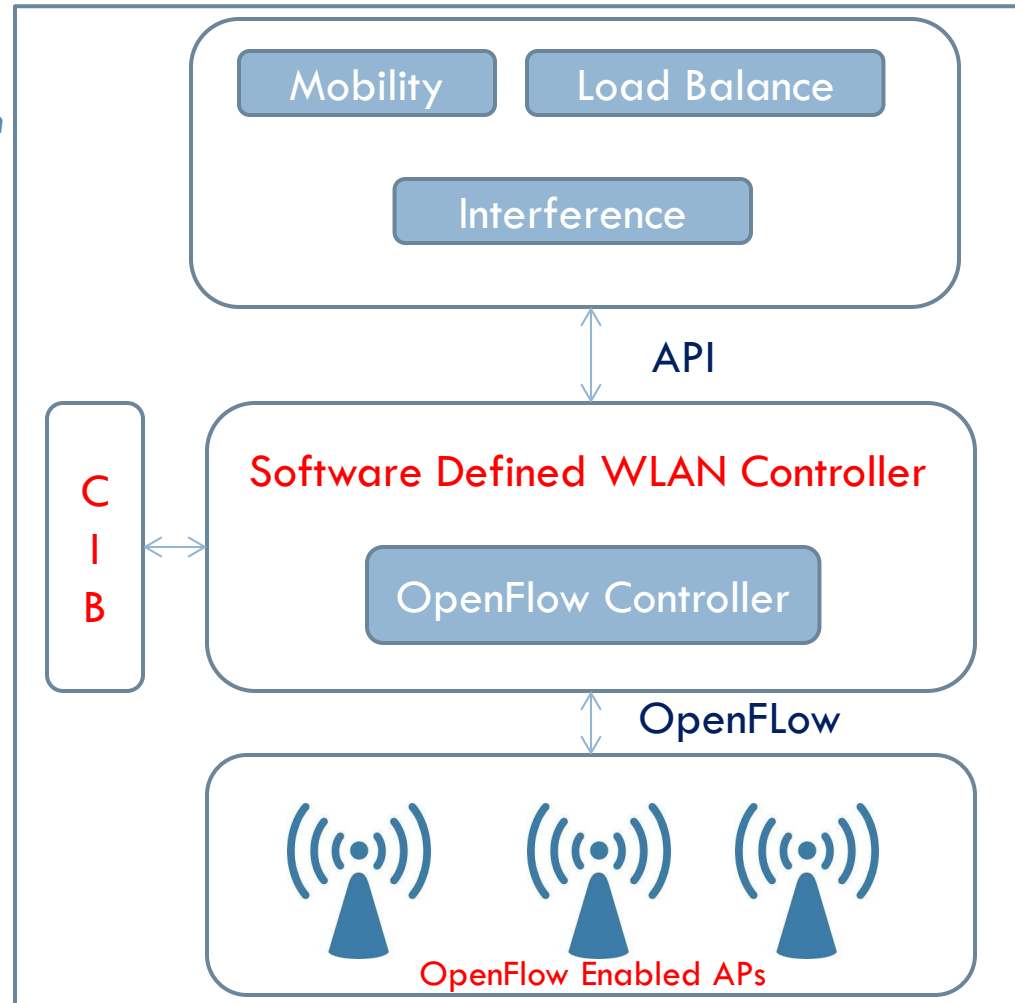 Mobility
Load Balance
Interference
API
Software Defined WLAN Controller
C
I
B
OpenFlow Controller
OpenFLow
OpenFlow Enabled APs